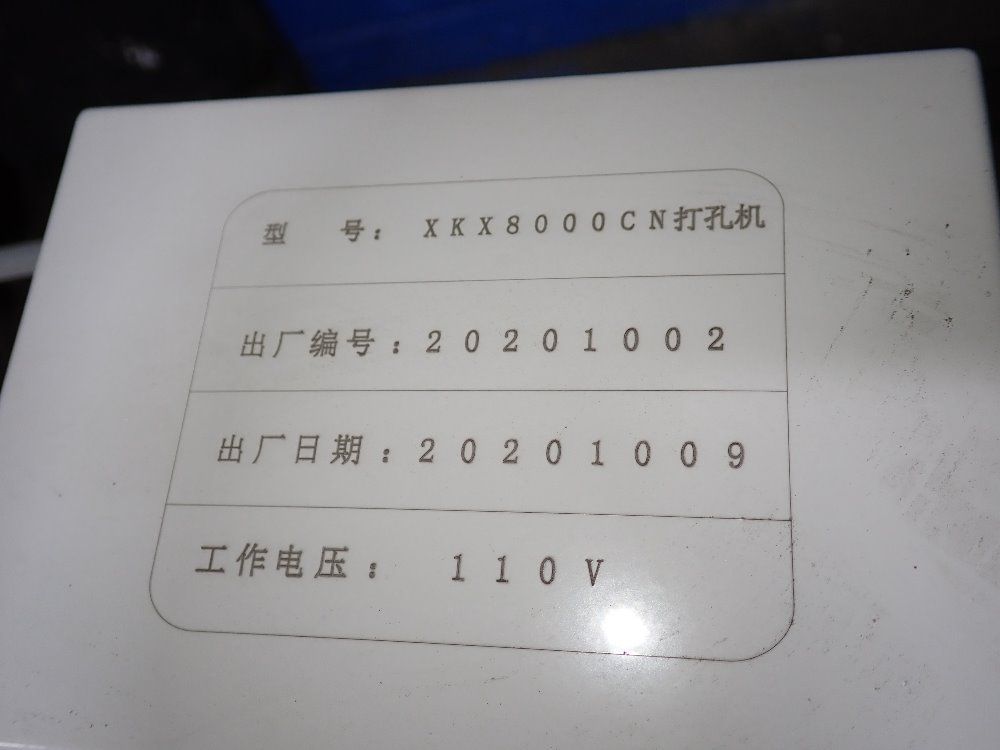 型 号： XKX8000CN打孔机
出厂编号：20201002
出厂日期：20201009
工作电压： 110V